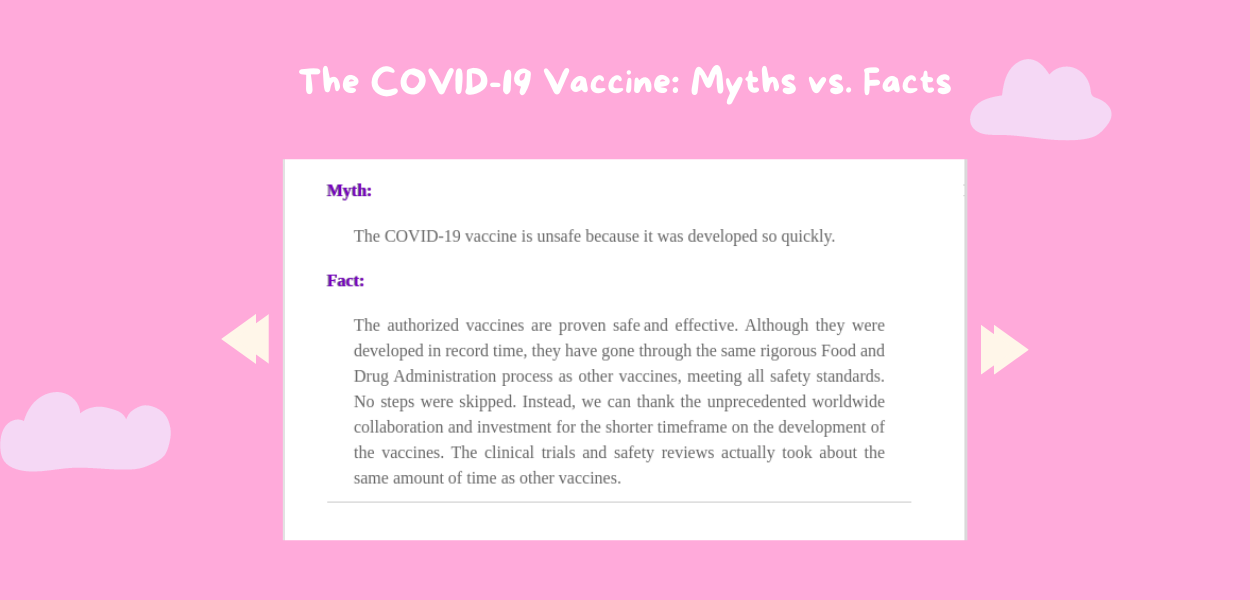 The COVID-19 Vaccine: Myths vs. Facts
Myth:
The COVID-19 vaccine is unsafe because it was developed so quickly.
Fact:
The authorized vaccines are proven safe and effective. Although they were
developed in record time, they have gone through the same rigorous Food and
Drug Administration process as other vaccines, meeting all safety standards.
No steps were skipped. Instead, we can thank the unprecedented worldwide
collaboration and investment for the shorter timeframe on the development of
the vaccines. The clinical trials and safety reviews actually took about the
same amount of time as other vaccines.